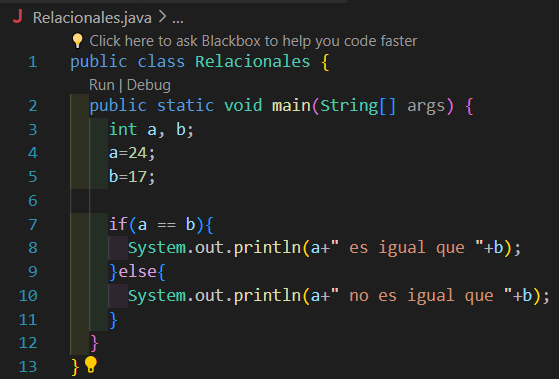 J Relacionales.java > ...
Click here to ask Blackbox to help you code faster
1 public class Relacionales {
Run | Debug
2 public static void main(String[] args) {
3 int a, b;
4 a=24;
5 b=17;
6
7 if(a == b){
8 System.out.println(a+" es igual que "+b);
9 }else{
10 System.out.println(a+" no es igual que "+b);
11 }
12 }
13 }